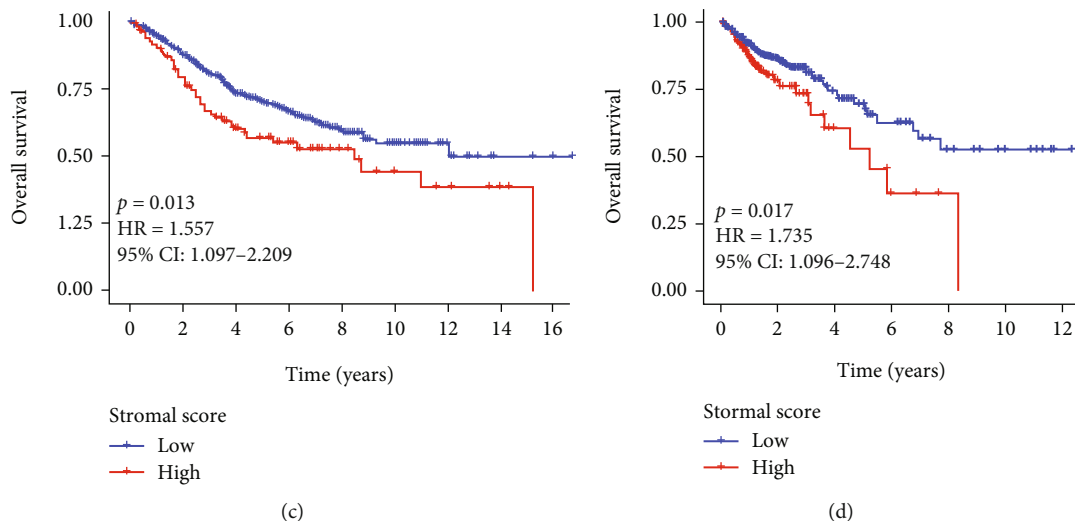 Overall survival
1.00
0.75
0.50
1.25
0.00
p = 0.013
HR = 1.557
95% CI: 1.097–2.209
0 2 4 6 8 10 12 14 16
Time (years)
Stromal score
Low
High
(c)
Overall survival
1.00
0.75
0.50
0.25
0.00
p = 0.017
HR = 1.735
95% CI: 1.096–2.748
0 2 4 6 8 10 12
Time (years)
Stormal score
Low
High
(d)